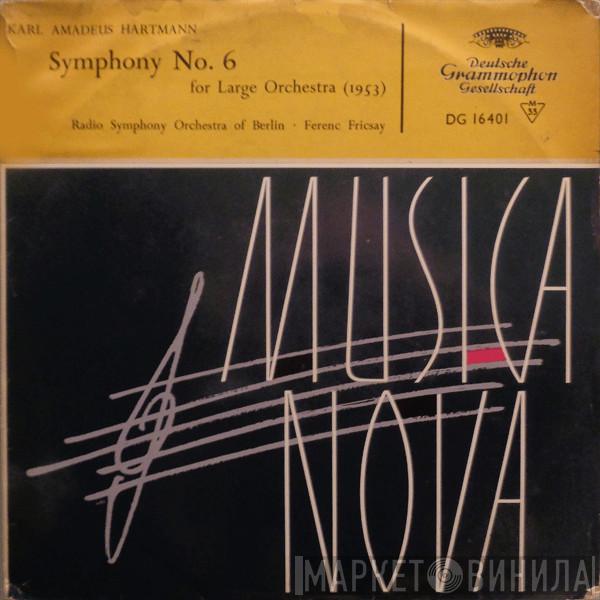 KARL AMADEUS HARTMANN
Symphony No. 6
for Large Orchestra (1953)
Radio Symphony Orchestra of Berlin · Ferenc Fricsay
Deutsche
Grammophon
Gesellschaft
DG 16401
M
33
MUSICA
NOVA
МАРКЕТ ВИНИЛА